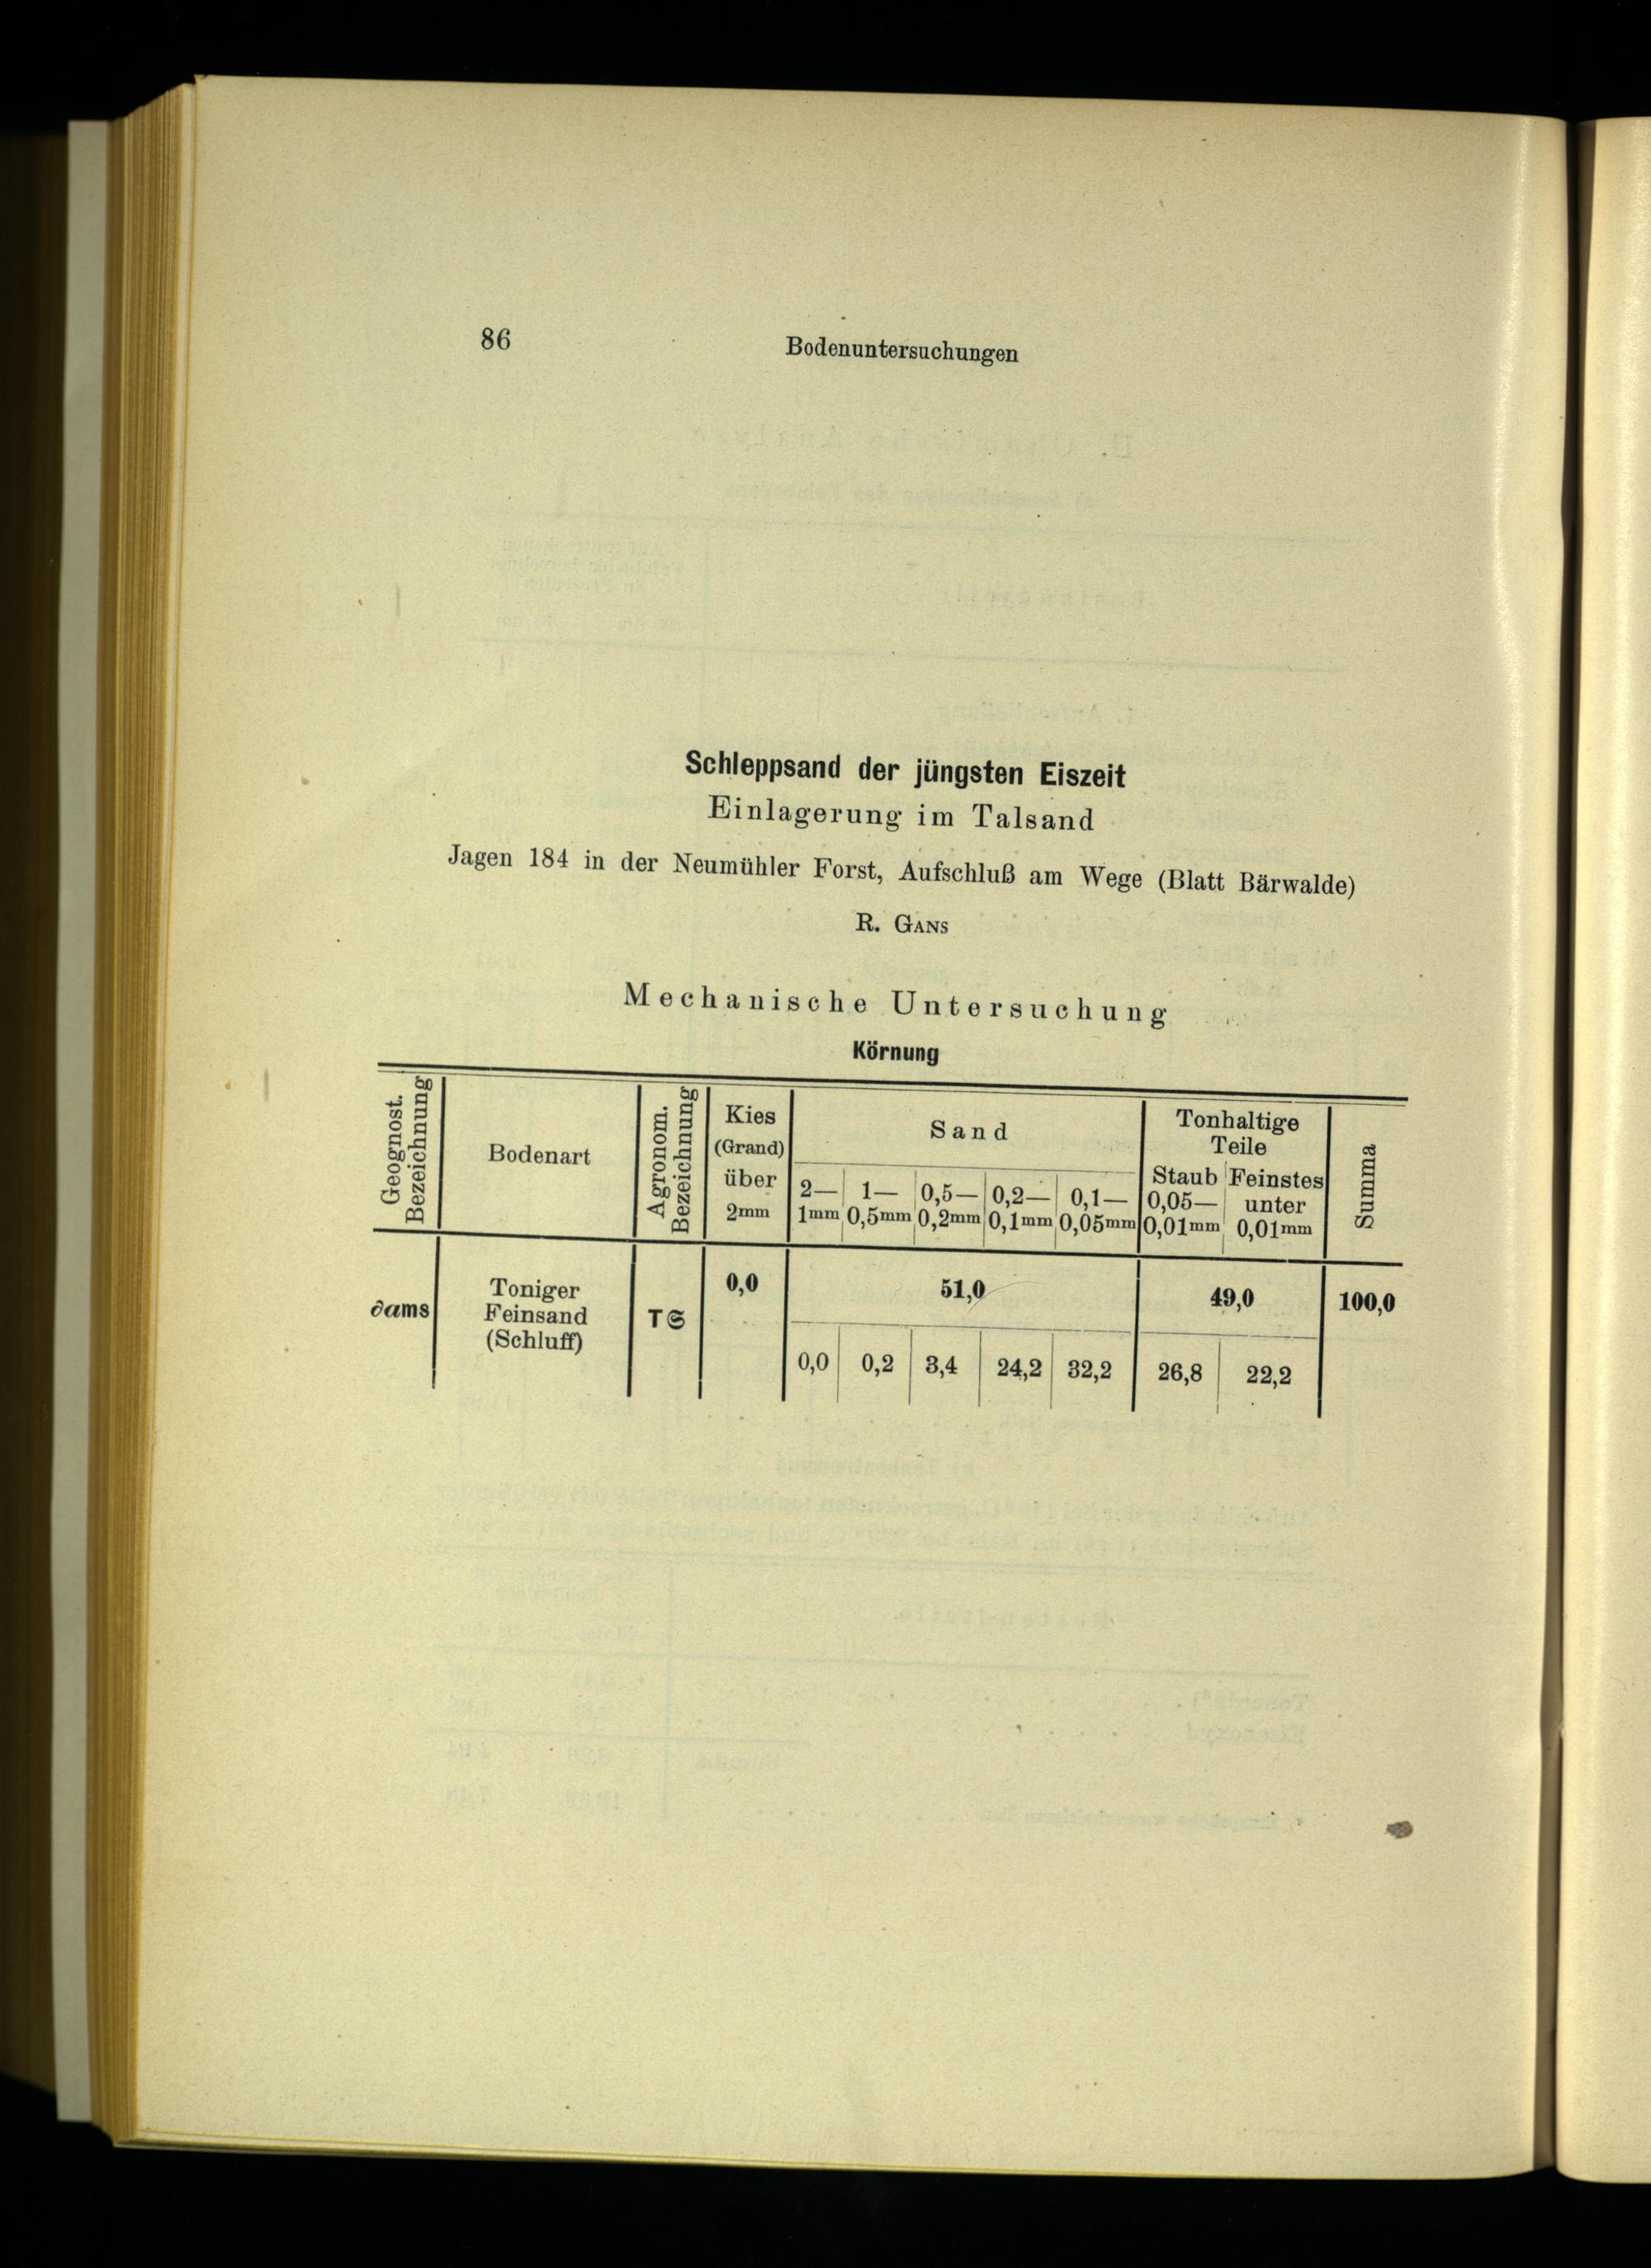 86
Bodenuntersuchungen
Schleppsand der jüngsten Eiszeit
Einlagerung im Talsand
Jagen 184 in der Neumühler Forst, Aufschluß am Wege (Blatt Bärwalde)
R. Gans
Mechanische Untersuchung
Körnung
Geognost.
Bezeichnung
Bodenart
Agronom.
Bezeichnung
Kies
(Grand)
über
2mm
Sand
2— 1— 0,5— 0,2— 0,1—
1mm 0,5mm 0,2mm 0,1mm 0,05mm
Tonhaltige
Teile
Staub Feinstes
0,05— unter
0,01mm 0,01mm
Summa
∂ams
Toniger
Feinsand
(Schluff)
T𝔖
0,0
51,0
49,0
100,0
0,0 0,2 3,4 24,2 32,2 26,8 22,2